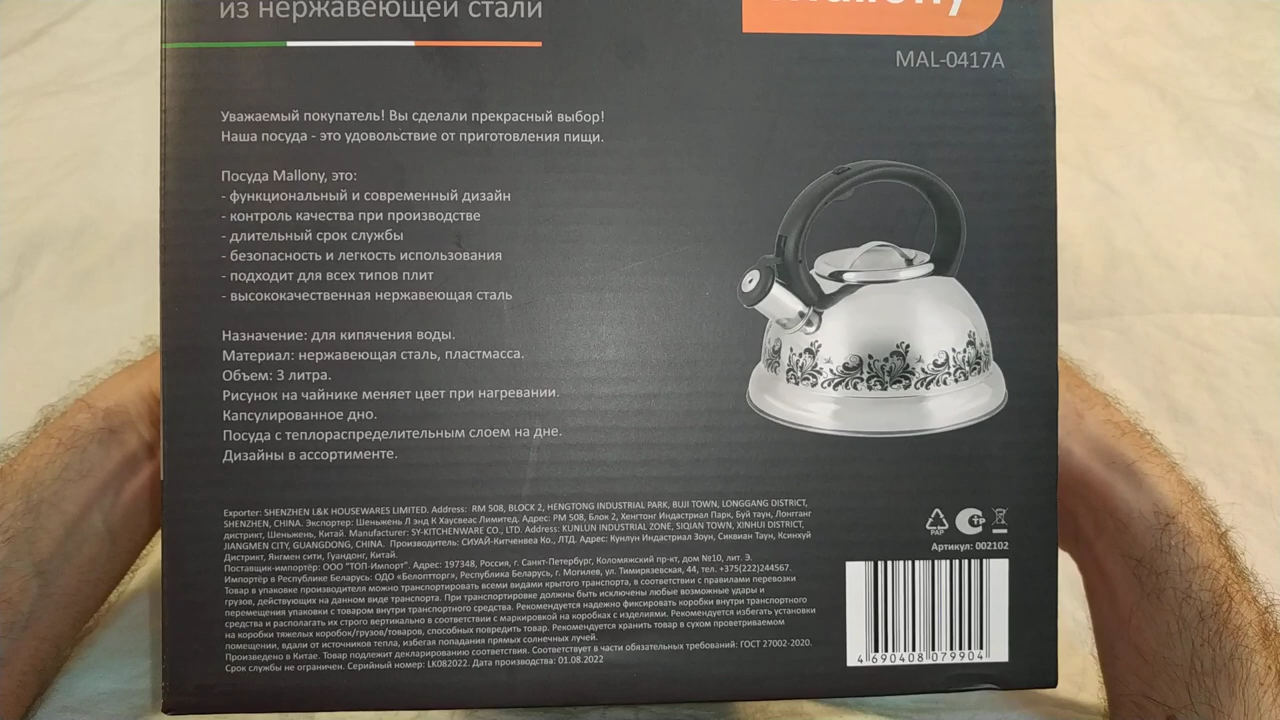 из нержавеющей стали
MAL-0417A
Уважаемый покупатель! Вы сделали прекрасный выбор!
Наша посуда - это удовольствие от приготовления пищи.
Посуда Mallony, это:
- функциональный и современный дизайн
- контроль качества при производстве
- длительный срок службы
- безопасность и легкость использования
- подходит для всех типов плит
- высококачественная нержавеющая сталь
Назначение: для кипячения воды.
Материал: нержавеющая сталь, пластмасса.
Объем: 3 литра.
Рисунок на чайнике меняет цвет при нагревании.
Капсулированное дно.
Посуда с теплораспределительным слоем на дне.
Дизайны в ассортименте.
Exporter: SHENZHEN L&K HOUSEWARES LIMITED. Address: RM 508, BLOCK 2, HENGTONG INDUSTRIAL PARK, BUJI TOWN, LONGGANG DISTRICT,
SHENZHEN, CHINA. Экспортер: Шеньжень Л энд К Хаусвеас Лимитед. Адрес: РМ 508, Блок 2, Хенгтонг Индастриал Парк, Буй таун, Лонгганг
дистрикт, Шеньжень, Китай. Manufacturer: SY-KITCHENWARE CO., LTD. Address: KUNLUN INDUSTRIAL ZONE, SIQIAN TOWN, XINHUI DISTRICT,
JIANGMEN CITY, GUANGDONG, CHINA. Производитель: СИУАЙ-Китченвеа Ко., ЛТД. Адрес: Кунлун Индастриал Зоун, Сиквиан Таун, Ксинхуй
Дистрикт, Янгмен сити, Гуандонг, Китай.
Поставщик-импортёр: ООО "ТОП-Импорт". Адрес: 197348, Россия, г. Санкт-Петербург, Коломяжский пр-кт, дом №10, лит. Э.
Импортёр в Республике Беларусь: ОДО «Белоптторг», Республика Беларусь, г. Могилев, ул. Тимирязевская, 44, тел. +375(222)244567.
Товар в упаковке производителя можно транспортировать всеми видами крытого транспорта, в соответствии с правилами перевозки
грузов, действующих на данном виде транспорта. При транспортировке должны быть исключены любые возможные удары и
перемещения упаковки с товаром внутри транспортного средства. Рекомендуется надежно фиксировать коробки внутри транспортного
средства и располагать их строго вертикально в соответствии с маркировкой на коробках с изделиями. Рекомендуется избегать установки
на коробки тяжелых коробок/грузов/товаров, способных повредить товар. Рекомендуется хранить товар в сухом проветриваемом
помещении, вдали от источников тепла, избегая попадания прямых солнечных лучей.
Произведено в Китае. Товар подлежит декларированию соответствия. Соответствует в части обязательных требований: ГОСТ 27002-2020.
Срок службы не ограничен. Серийный номер: LK082022. Дата производства: 01.08.2022
PAP
Артикул: 002102
4 690408 079904